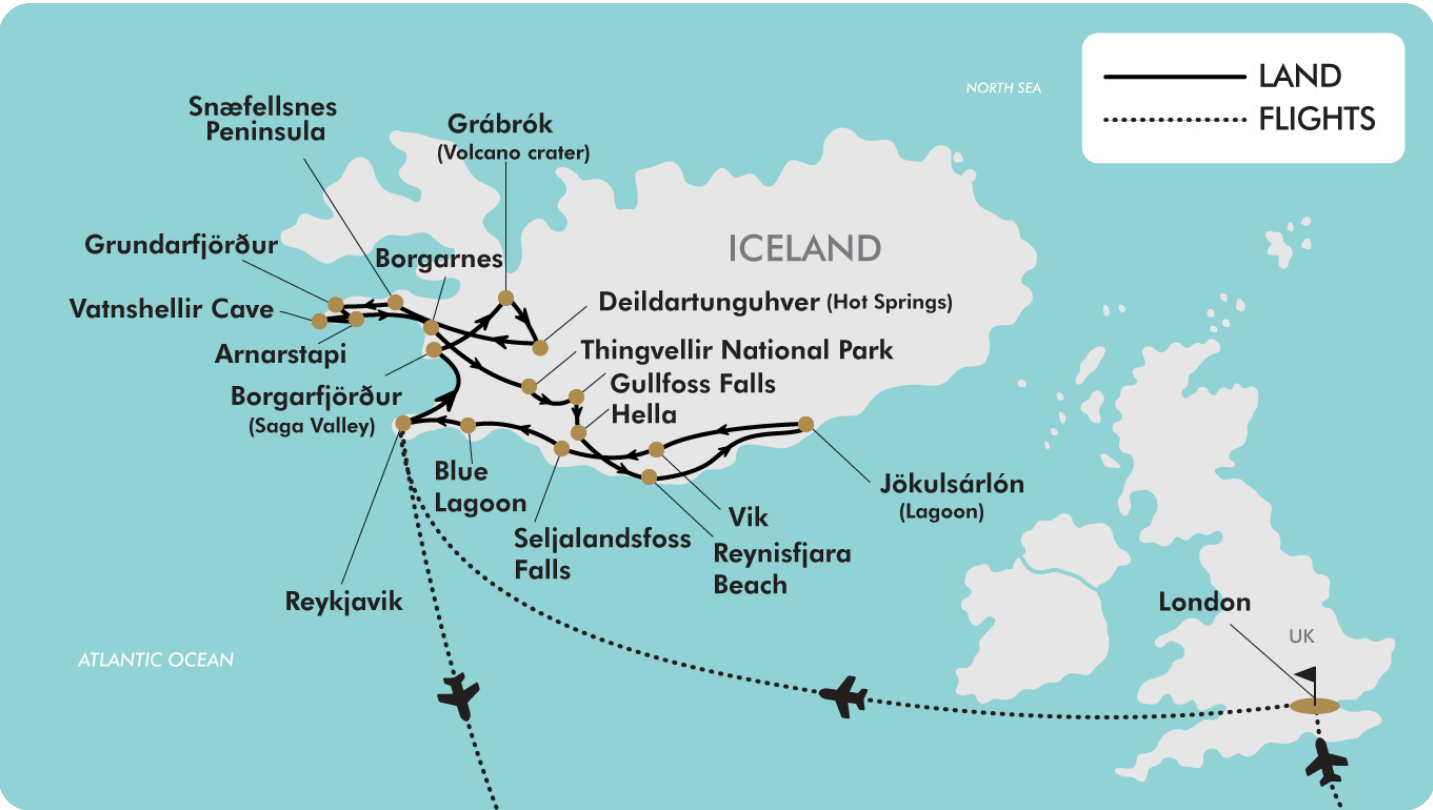 NORTH SEA
LAND
FLIGHTS
Snæfellsnes
Peninsula
Grábrók
(Volcano crater)
Grundarfjörður
Borgarnes
ICELAND
Vatnshellir Cave
Deildartunguhver (Hot Springs)
Arnarstapi
Thingvellir National Park
Gullfoss Falls
Borgarfjörður
(Saga Valley)
Hella
Blue
Lagoon
Jökulsárlón
(Lagoon)
Vik
Seljalandsfoss
Falls
Reynisfjara
Beach
Reykjavik
London
UK
ATLANTIC OCEAN